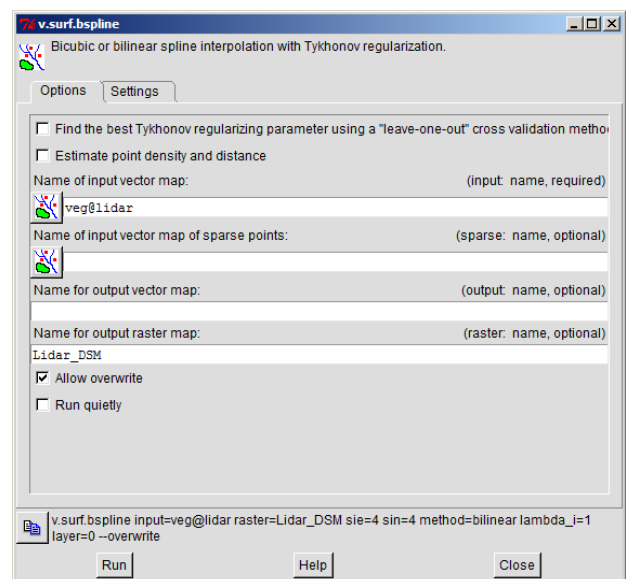 v.surf.bspline
Bicubic or bilinear spline interpolation with Tykhonov regularization.
Options Settings
Find the best Tykhonov regularizing parameter using a "leave-one-out" cross validation metho
Estimate point density and distance
Name of input vector map: (input: name, required)
veg@lidar
Name of input vector map of sparse points: (sparse: name, optional)
Name for output vector map: (output: name, optional)
Name for output raster map: (raster: name, optional)
Lidar_DSM
Allow overwrite
Run quietly
v.surf.bspline input=veg@lidar raster=Lidar_DSM sie=4 sin=4 method=bilinear lambda_i=1
layer=0 --overwrite
Run Help Close